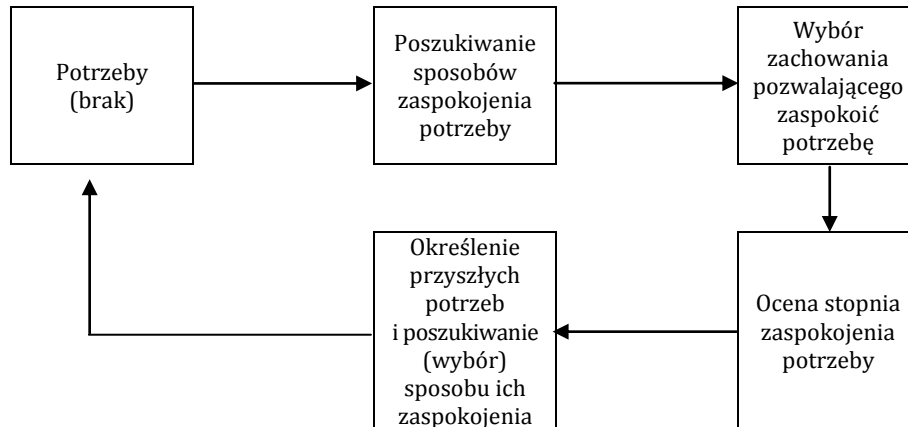 Potrzeby
(brak)
Poszukiwanie
sposobów
zaspokojenia
potrzeby
Wybór
zachowania
pozwalającego
zaspokoić
potrzebę
Określenie
przyszłych
potrzeb
i poszukiwanie
(wybór)
sposobu ich
zaspokojenia
Ocena stopnia
zaspokojenia
potrzeby